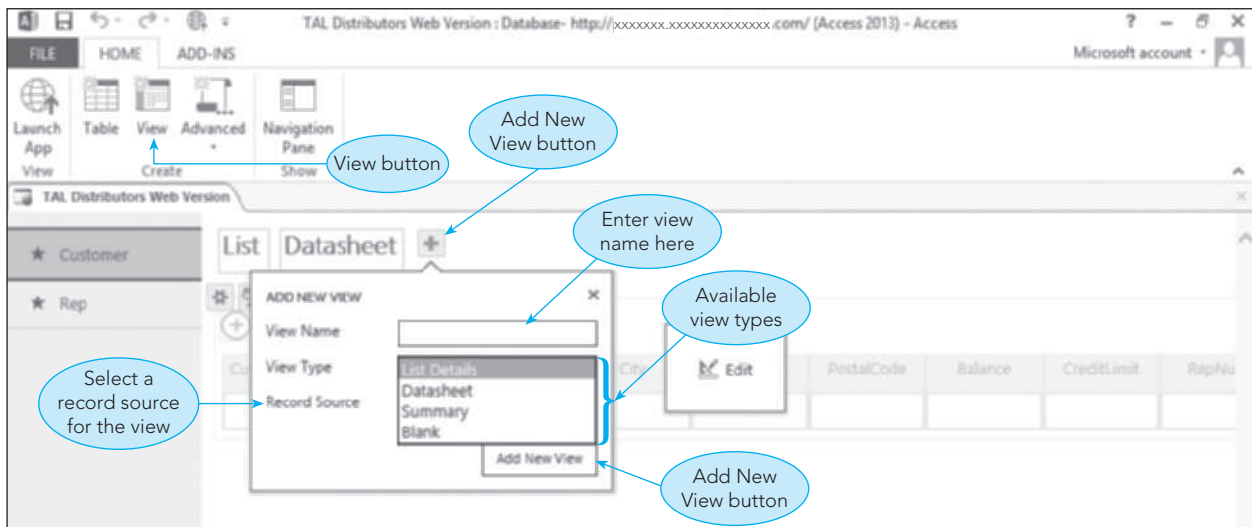 TAL Distributors Web Version : Database- http://xxxxxxx.xxxxxxxxxxxxxx.com/ (Access 2013) - Access
?
FILE HOME ADD-INS
Microsoft account
Launch App
Table
View
Advanced
Navigation Pane
View
Create
Show
View button
Add New View button
TAL Distributors Web Version
Customer
Rep
List Datasheet +
Enter view name here
ADD NEW VIEW
View Name
View Type
List Details
Datasheet
Summary
Blank
Record Source
Add New View
Available view types
Select a record source for the view
Add New View button
City
Edit
PostalCode
Balance
CreditLimit